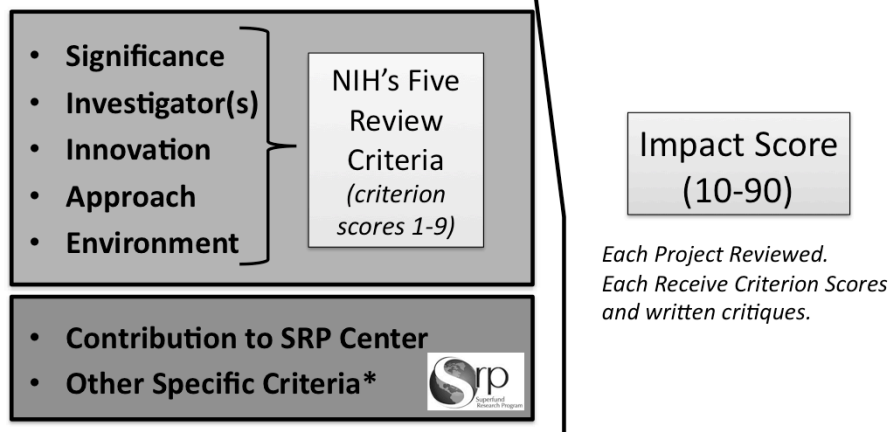 • Significance
• Investigator(s)
• Innovation
• Approach
• Environment
NIH's Five
Review
Criteria
(criterion
scores 1-9)
• Contribution to SRP Center
• Other Specific Criteria*
Srp
Superfund
Research Program
Impact Score
(10-90)
Each Project Reviewed.
Each Receive Criterion Scores
and written critiques.